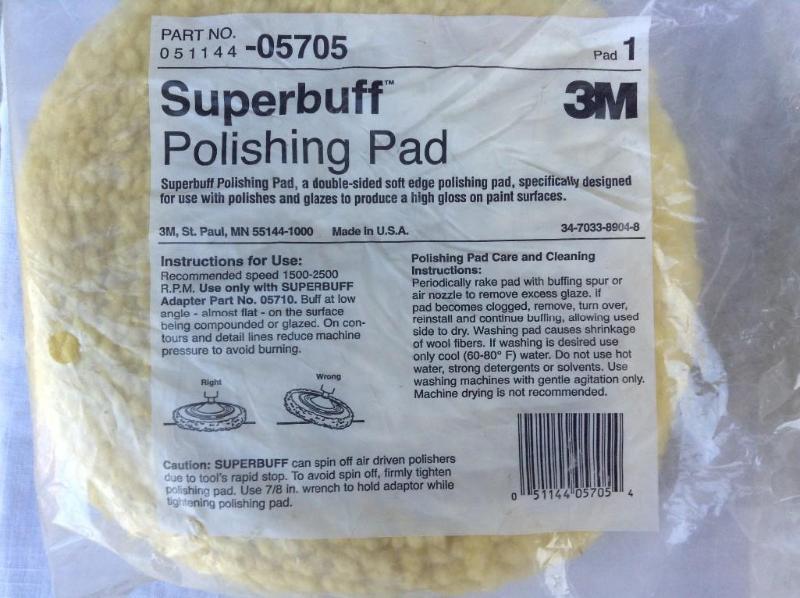 PART NO.
051144-05705
Pad 1
Superbuff™
3M
Polishing Pad
Superbuff Polishing Pad, a double-sided soft edge polishing pad, specifically designed
for use with polishes and glazes to produce a high gloss on paint surfaces.
3M, St. Paul, MN 55144-1000 Made in U.S.A. 34-7033-8904-8
Instructions for Use:
Recommended speed 1500-2500
R.P.M. Use only with SUPERBUFF
Adapter Part No. 05710. Buff at low
angle - almost flat - on the surface
being compounded or glazed. On con-
tours and detail lines reduce machine
pressure to avoid burning.
Right
Wrong
Caution: SUPERBUFF can spin off air driven polishers
due to tool's rapid stop. To avoid spin off, firmly tighten
polishing pad. Use 7/8 in. wrench to hold adaptor while
tightening polishing pad.
Polishing Pad Care and Cleaning
Instructions:
Periodically rake pad with buffing spur or
air nozzle to remove excess glaze. If
pad becomes clogged, remove, turn over,
reinstall and continue buffing, allowing used
side to dry. Washing pad causes shrinkage
of wool fibers. If washing is desired use
only cool (60-80° F) water. Do not use hot
water, strong detergents or solvents. Use
washing machines with gentle agitation only.
Machine drying is not recommended.
0 51144 05705 4